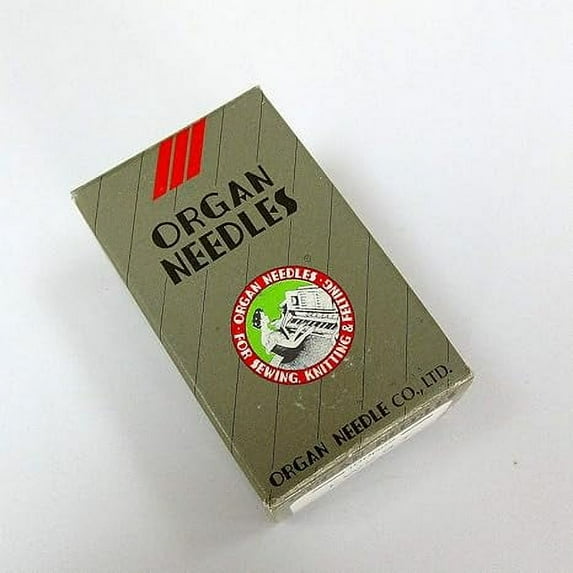 ORGAN
NEEDLES
®
· ORGAN NEEDLES ·
FOR SEWING, KNITTING & FELTING
ORGAN NEEDLE CO., LTD.